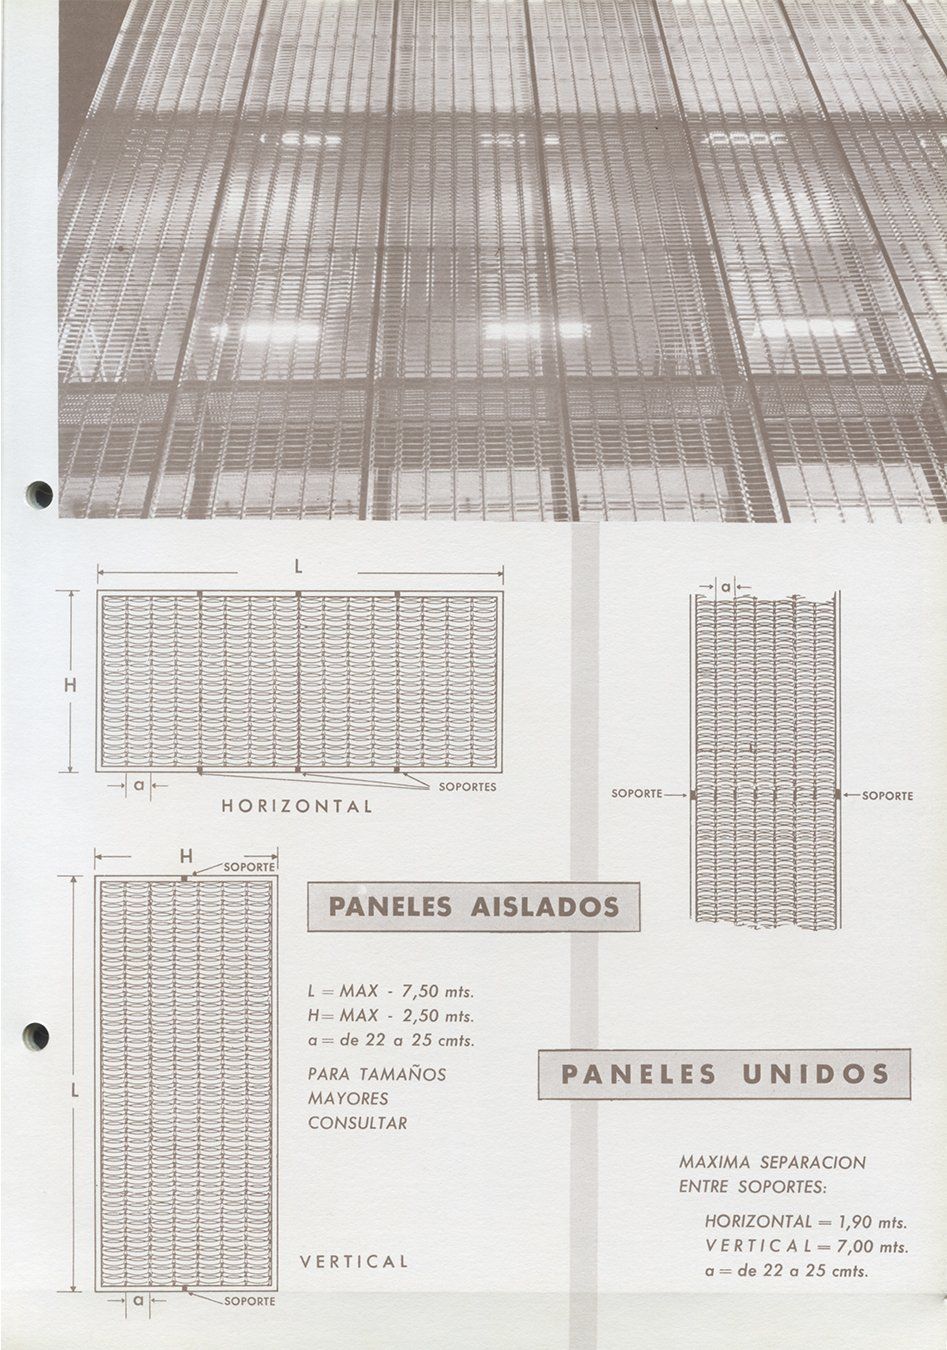 L
H
a
SOPORTES
HORIZONTAL
a
SOPORTE
SOPORTE
H
SOPORTE
L
a
SOPORTE
VERTICAL
PANELES AISLADOS
L = MAX - 7,50 mts.
H = MAX - 2,50 mts.
a = de 22 a 25 cmts.
PARA TAMAÑOS
MAYORES
CONSULTAR
PANELES UNIDOS
MAXIMA SEPARACION
ENTRE SOPORTES:
HORIZONTAL = 1,90 mts.
VERTICAL = 7,00 mts.
a = de 22 a 25 cmts.